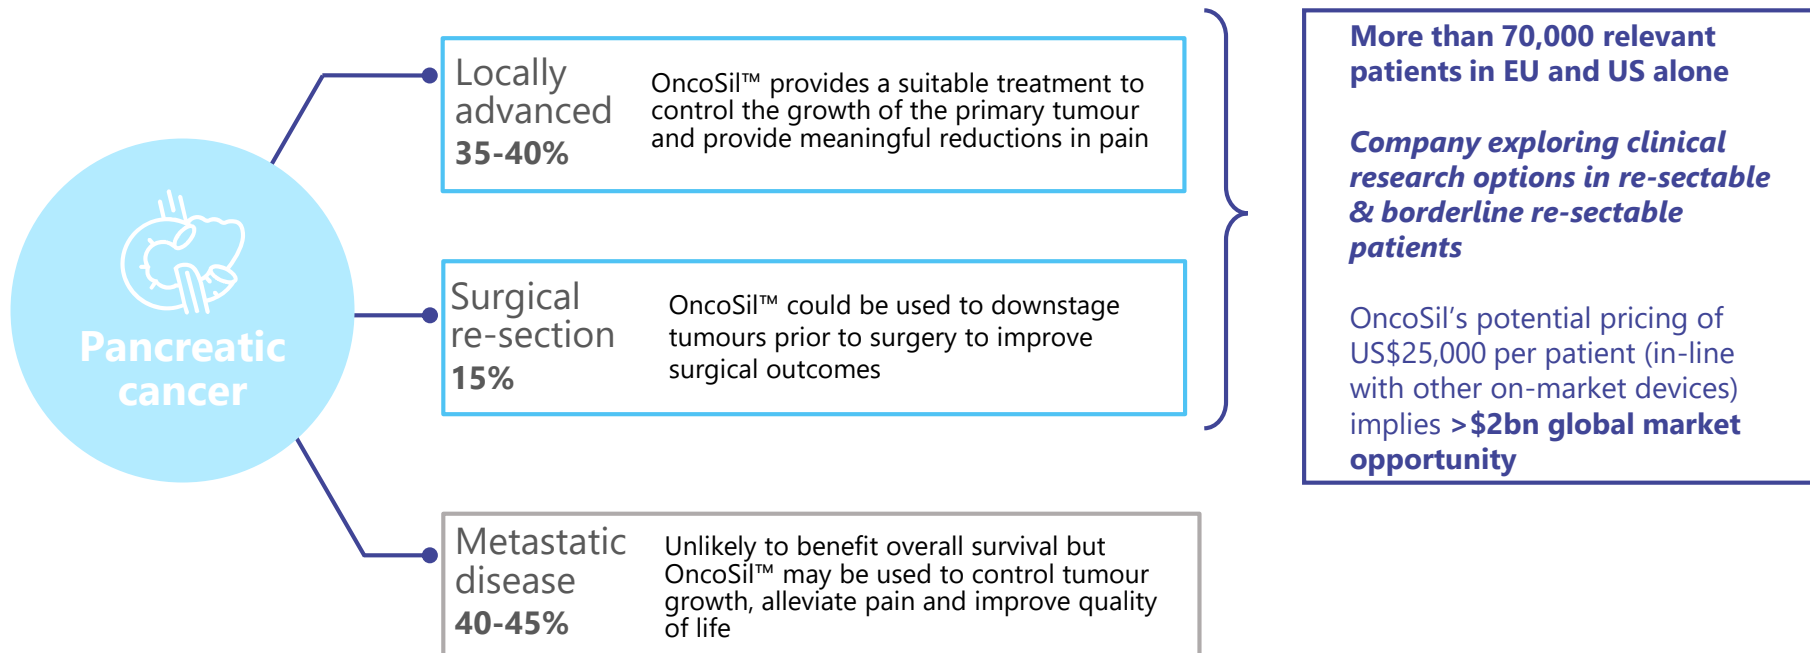 Pancreatic
cancer
Locally
advanced
35-40%
OncoSil™ provides a suitable treatment to
control the growth of the primary tumour
and provide meaningful reductions in pain
Surgical
re-section
15%
OncoSil™ could be used to downstage
tumours prior to surgery to improve
surgical outcomes
Metastatic
disease
40-45%
Unlikely to benefit overall survival but
OncoSil™ may be used to control tumour
growth, alleviate pain and improve quality
of life
More than 70,000 relevant
patients in EU and US alone
Company exploring clinical
research options in re-sectable
& borderline re-sectable
patients
OncoSil’s potential pricing of
US$25,000 per patient (in-line
with other on-market devices)
implies >$2bn global market
opportunity